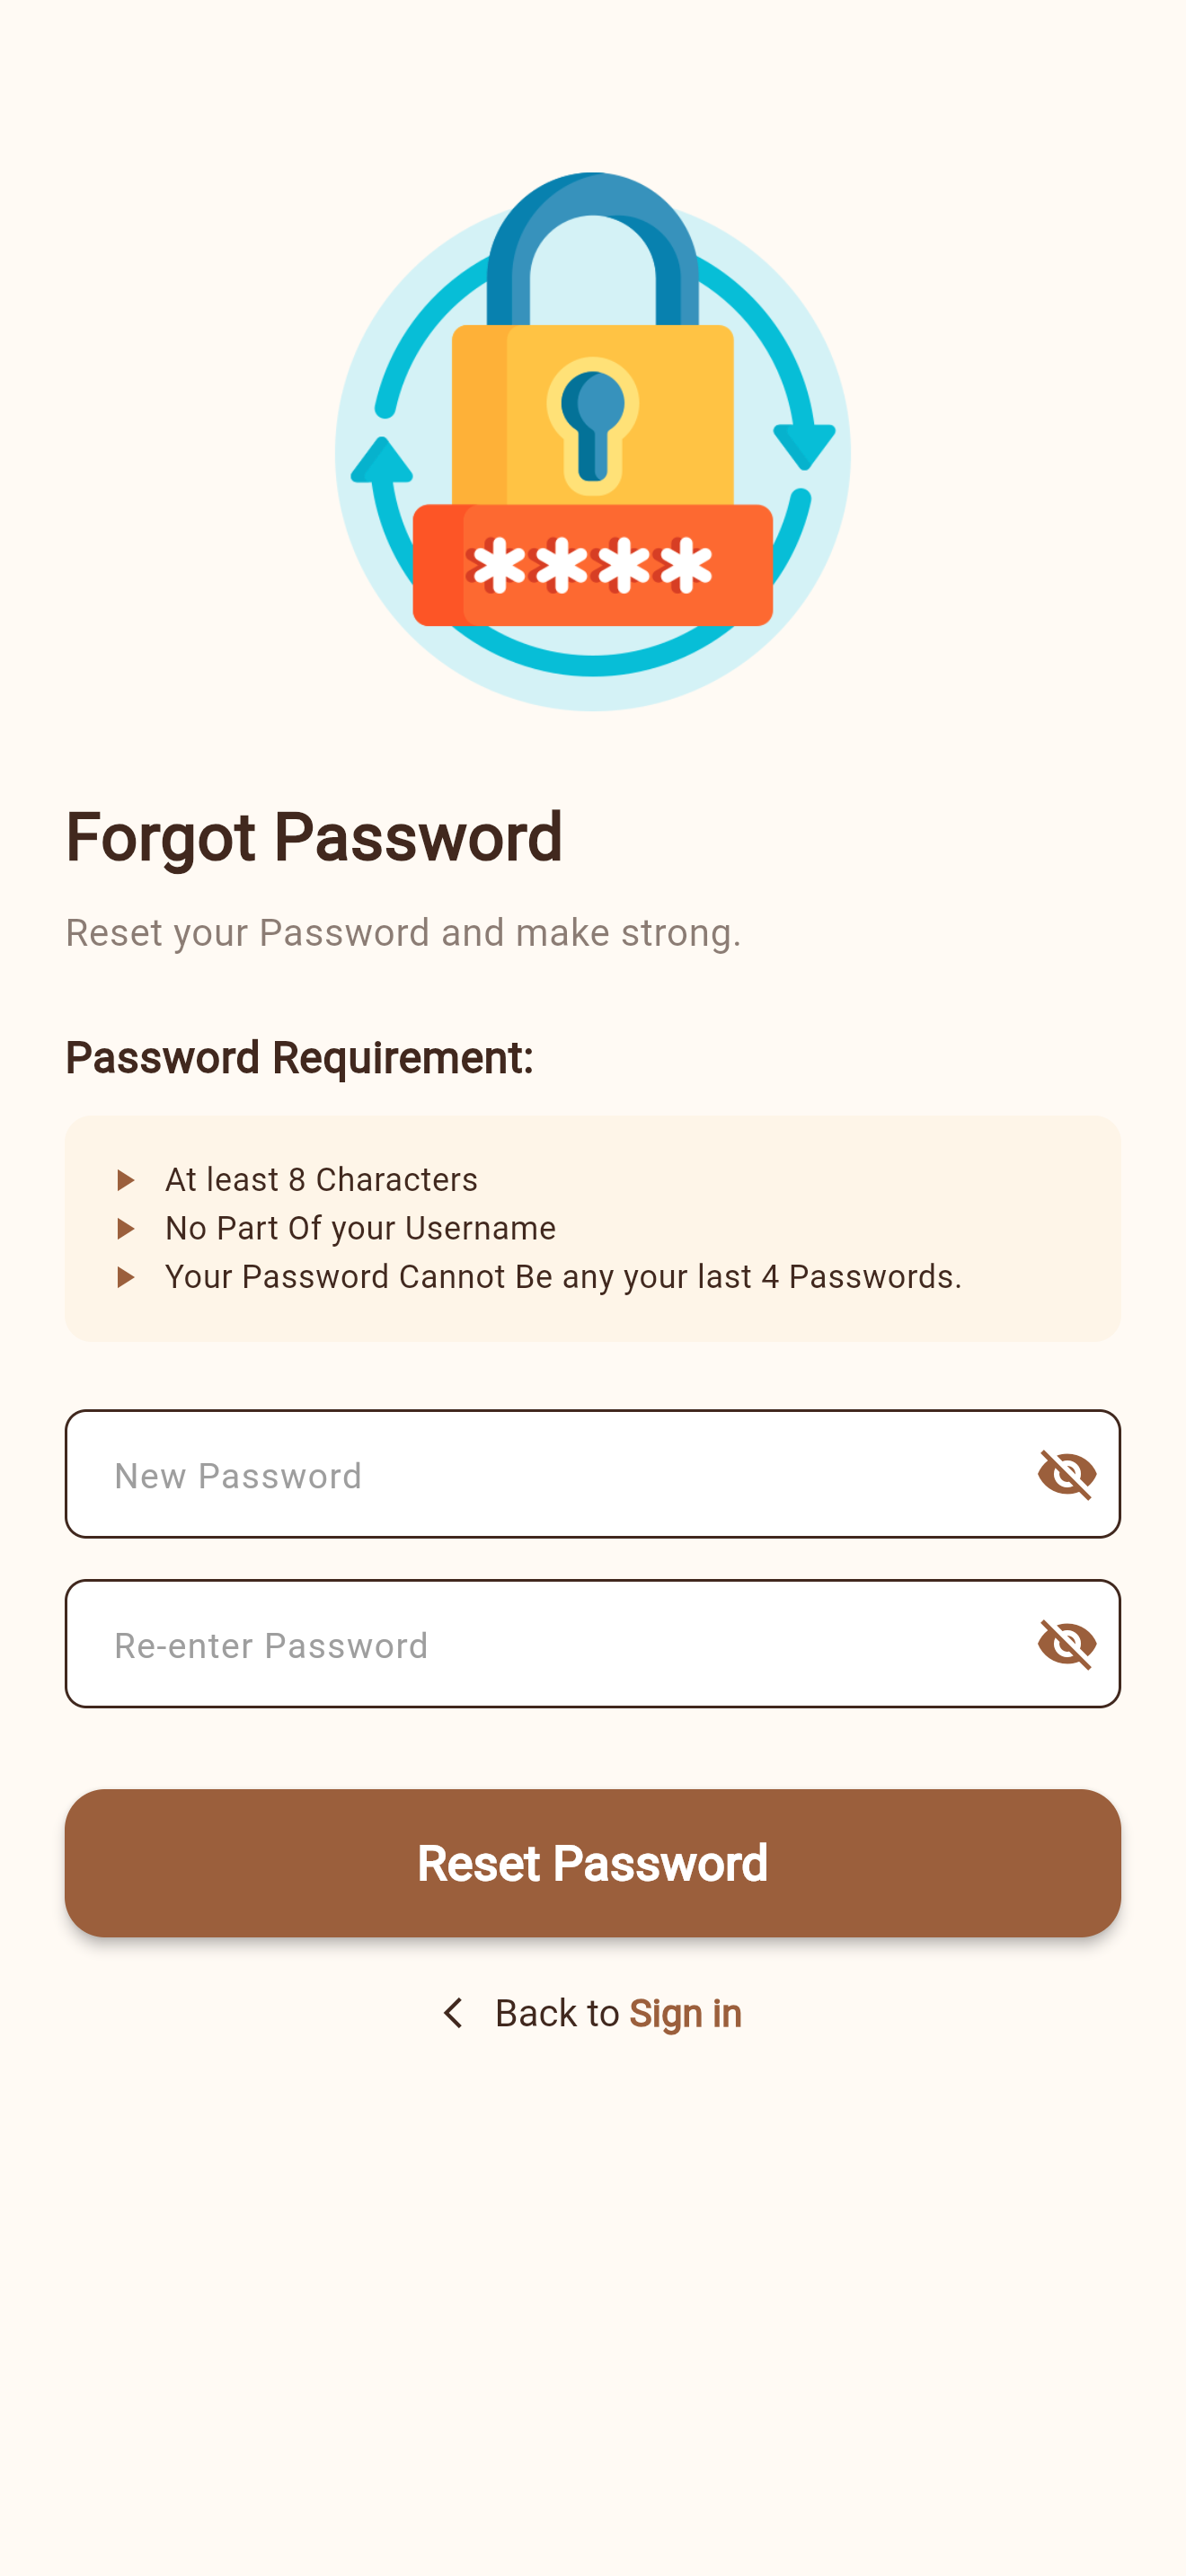 ****
Forgot Password
Reset your Password and make strong.
Password Requirement:
At least 8 Characters
No Part Of your Username
Your Password Cannot Be any your last 4 Passwords.
New Password
Re-enter Password
Reset Password
Back to Sign in